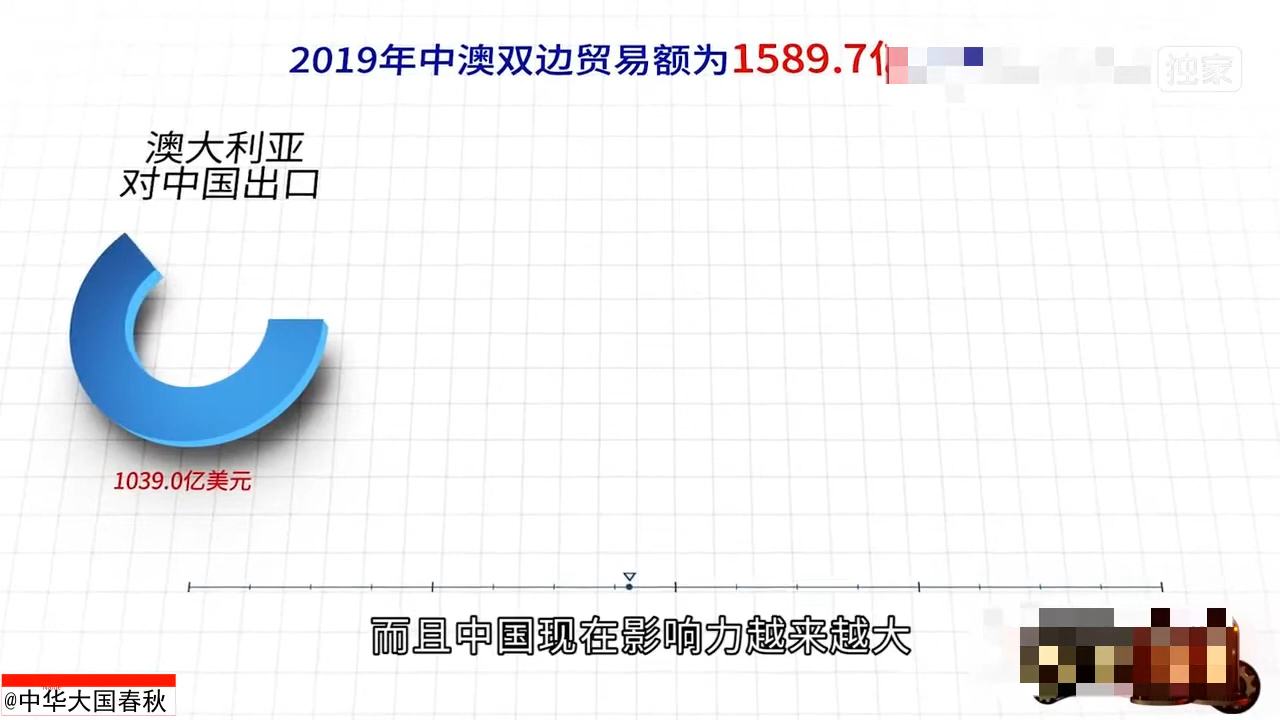 2019年中澳双边贸易额为1589.7亿
独家
澳大利亚
对中国出口
1039.0亿美元
而且中国现在影响力越来越大
@中华大国春秋